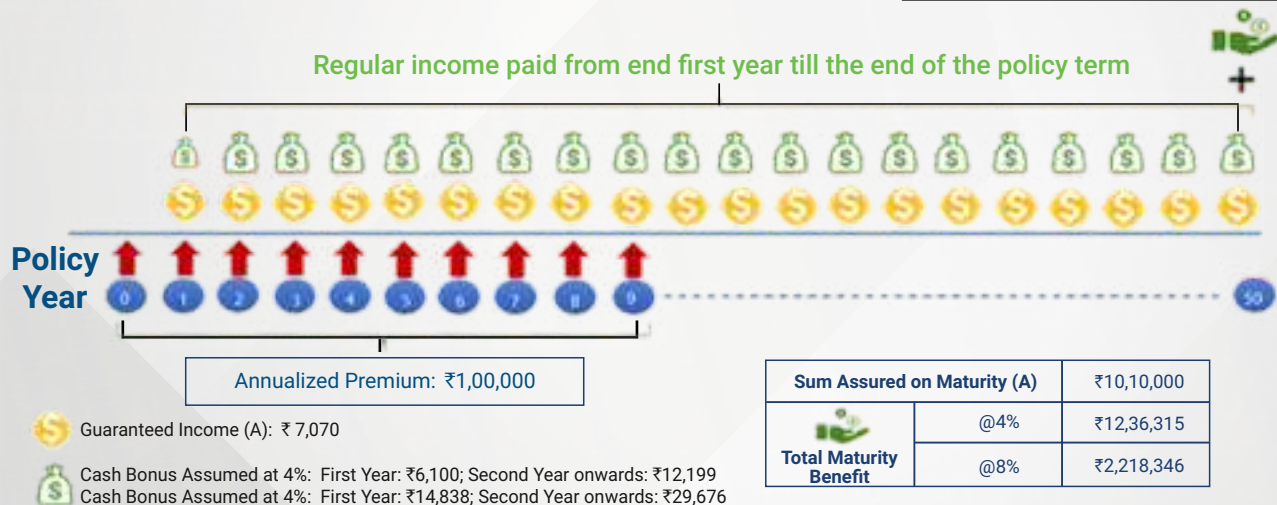 Regular income paid from end first year till the end of the policy term
+
Policy
Year
0 1 2 3 4 5 6 7 8 9 50
Annualized Premium: ₹1,00,000
Guaranteed Income (A): ₹ 7,070
Cash Bonus Assumed at 4%: First Year: ₹6,100; Second Year onwards: ₹12,199
Cash Bonus Assumed at 4%: First Year: ₹14,838; Second Year onwards: ₹29,676
Sum Assured on Maturity (A) ₹10,10,000
Total Maturity
Benefit
@4% ₹12,36,315
@8% ₹2,218,346